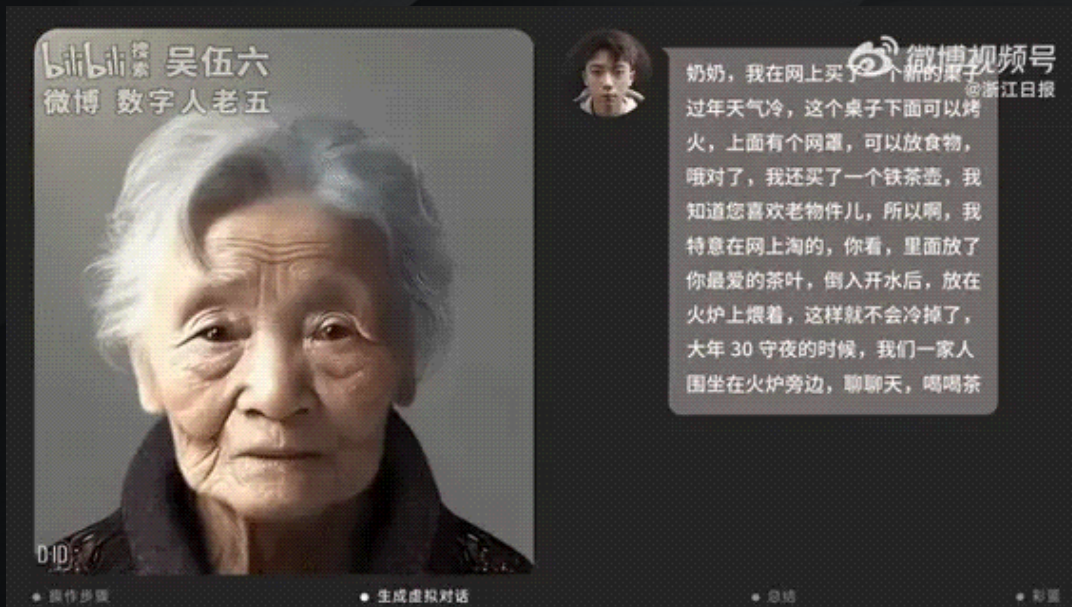 bilibili 搜索 吴伍六
微博 数字人老五
微博视频号
@浙江日报
奶奶，我在网上买了一个新的桌子
过年天气冷，这个桌子下面可以烤
火，上面有个网罩，可以放食物，
哦对了，我还买了一个铁茶壶，我
知道您喜欢老物件儿，所以啊，我
特意在网上淘的，你看，里面放了
你最爱的茶叶，倒入开水后，放在
火炉上煨着，这样就不会冷掉了，
大年 30 守夜的时候，我们一家人
围坐在火炉旁边，聊聊天，喝喝茶
D-ID
操作步骤
生成虚拟对话
总结
彩蛋